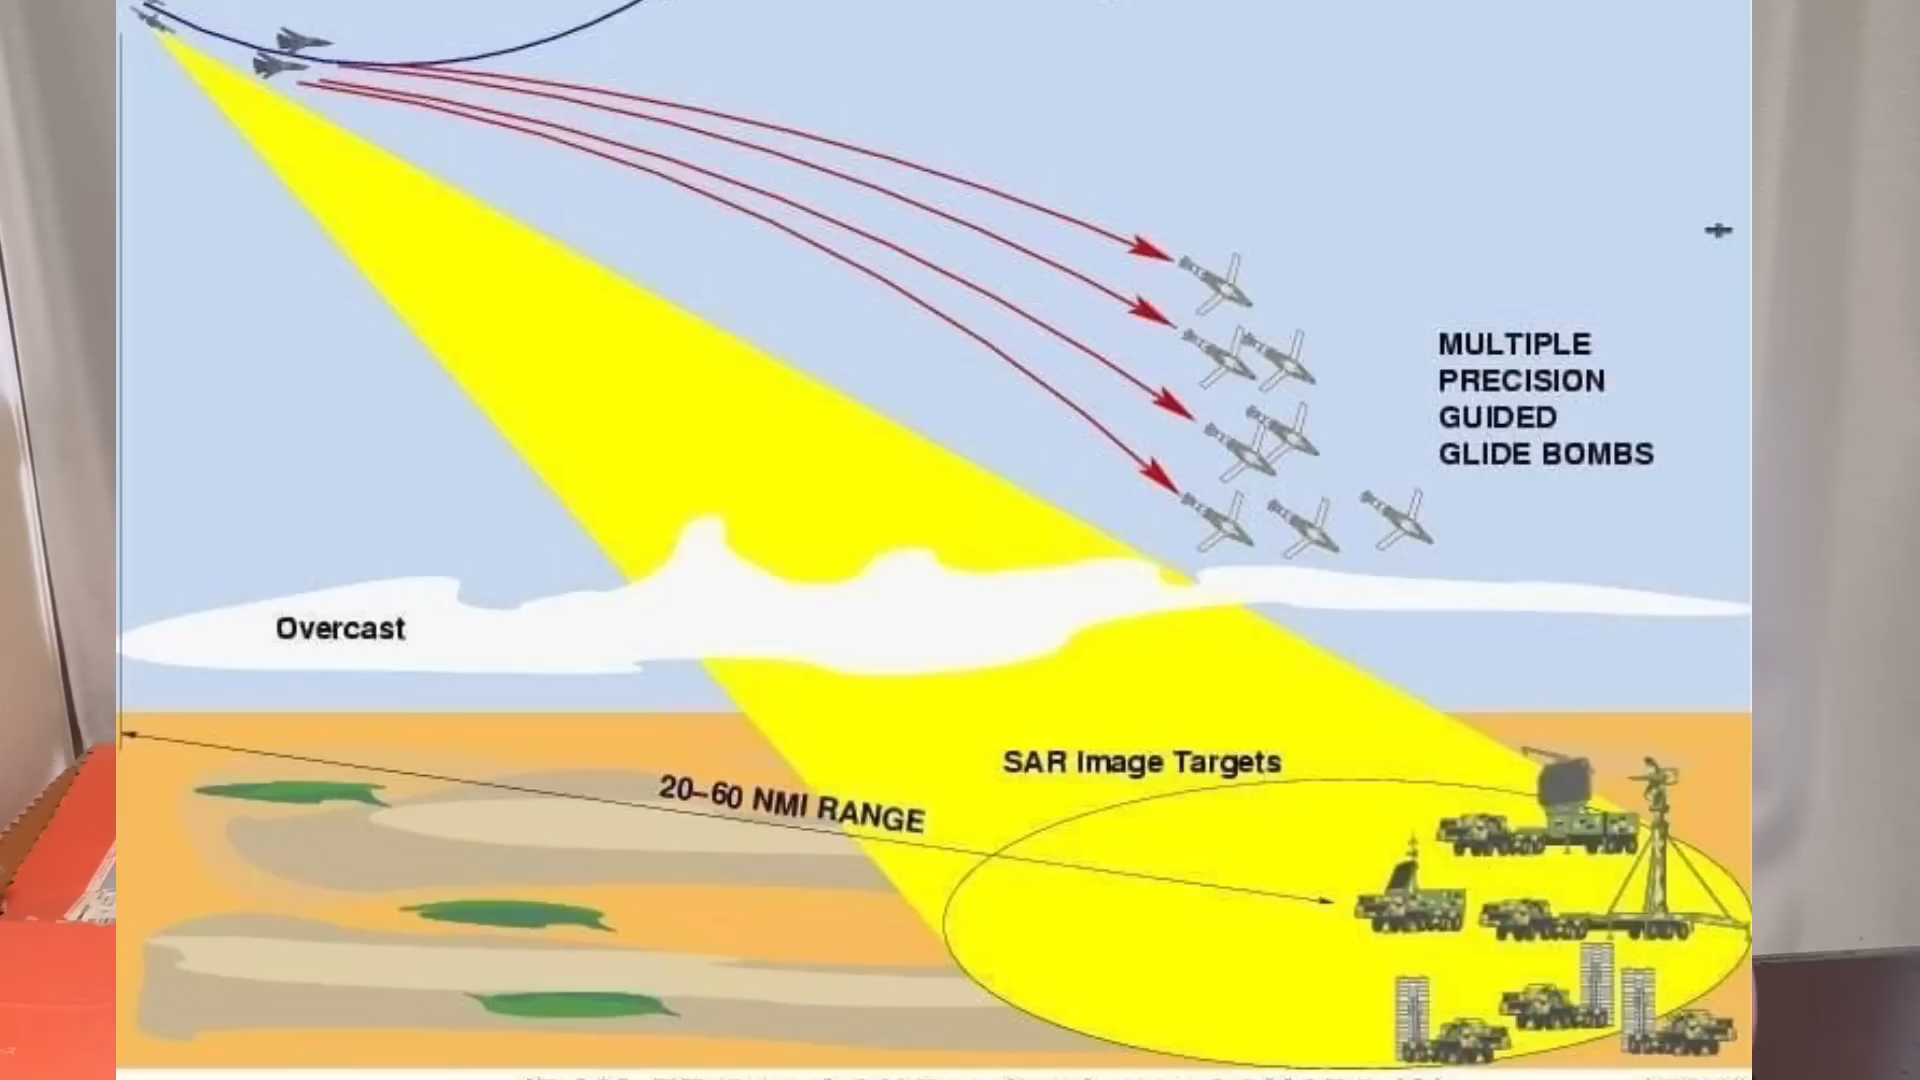 MULTIPLE
PRECISION
GUIDED
GLIDE BOMBS
Overcast
SAR Image Targets
20–60 NMI RANGE